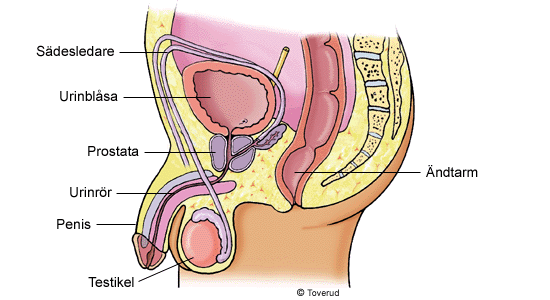 Sädesledare
Urinblåsa
Prostata
Urinrör
Penis
Testikel
Ändtarm
© Toverud